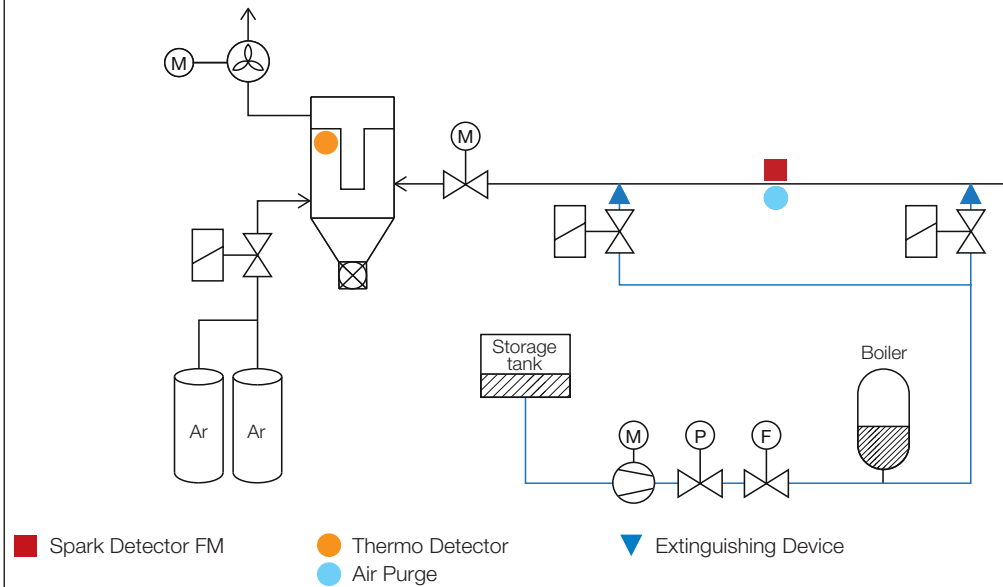 M
M
Storage
tank
Boiler
Ar
Ar
M
P
F
Spark Detector FM
Thermo Detector
Extinguishing Device
Air Purge